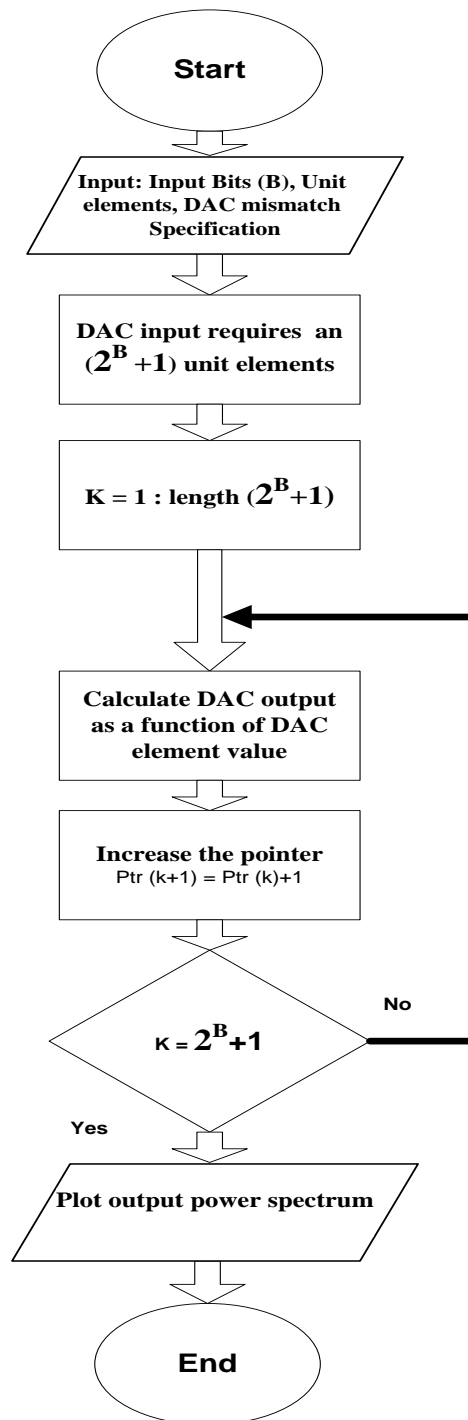 Start
Input: Input Bits (B), Unit
elements, DAC mismatch
Specification
DAC input requires an
(2^B +1) unit elements
K = 1 : length (2^B+1)
Calculate DAC output
as a function of DAC
element value
Increase the pointer
Ptr (k+1) = Ptr (k)+1
K = 2^B+1
No
Yes
Plot output power spectrum
End